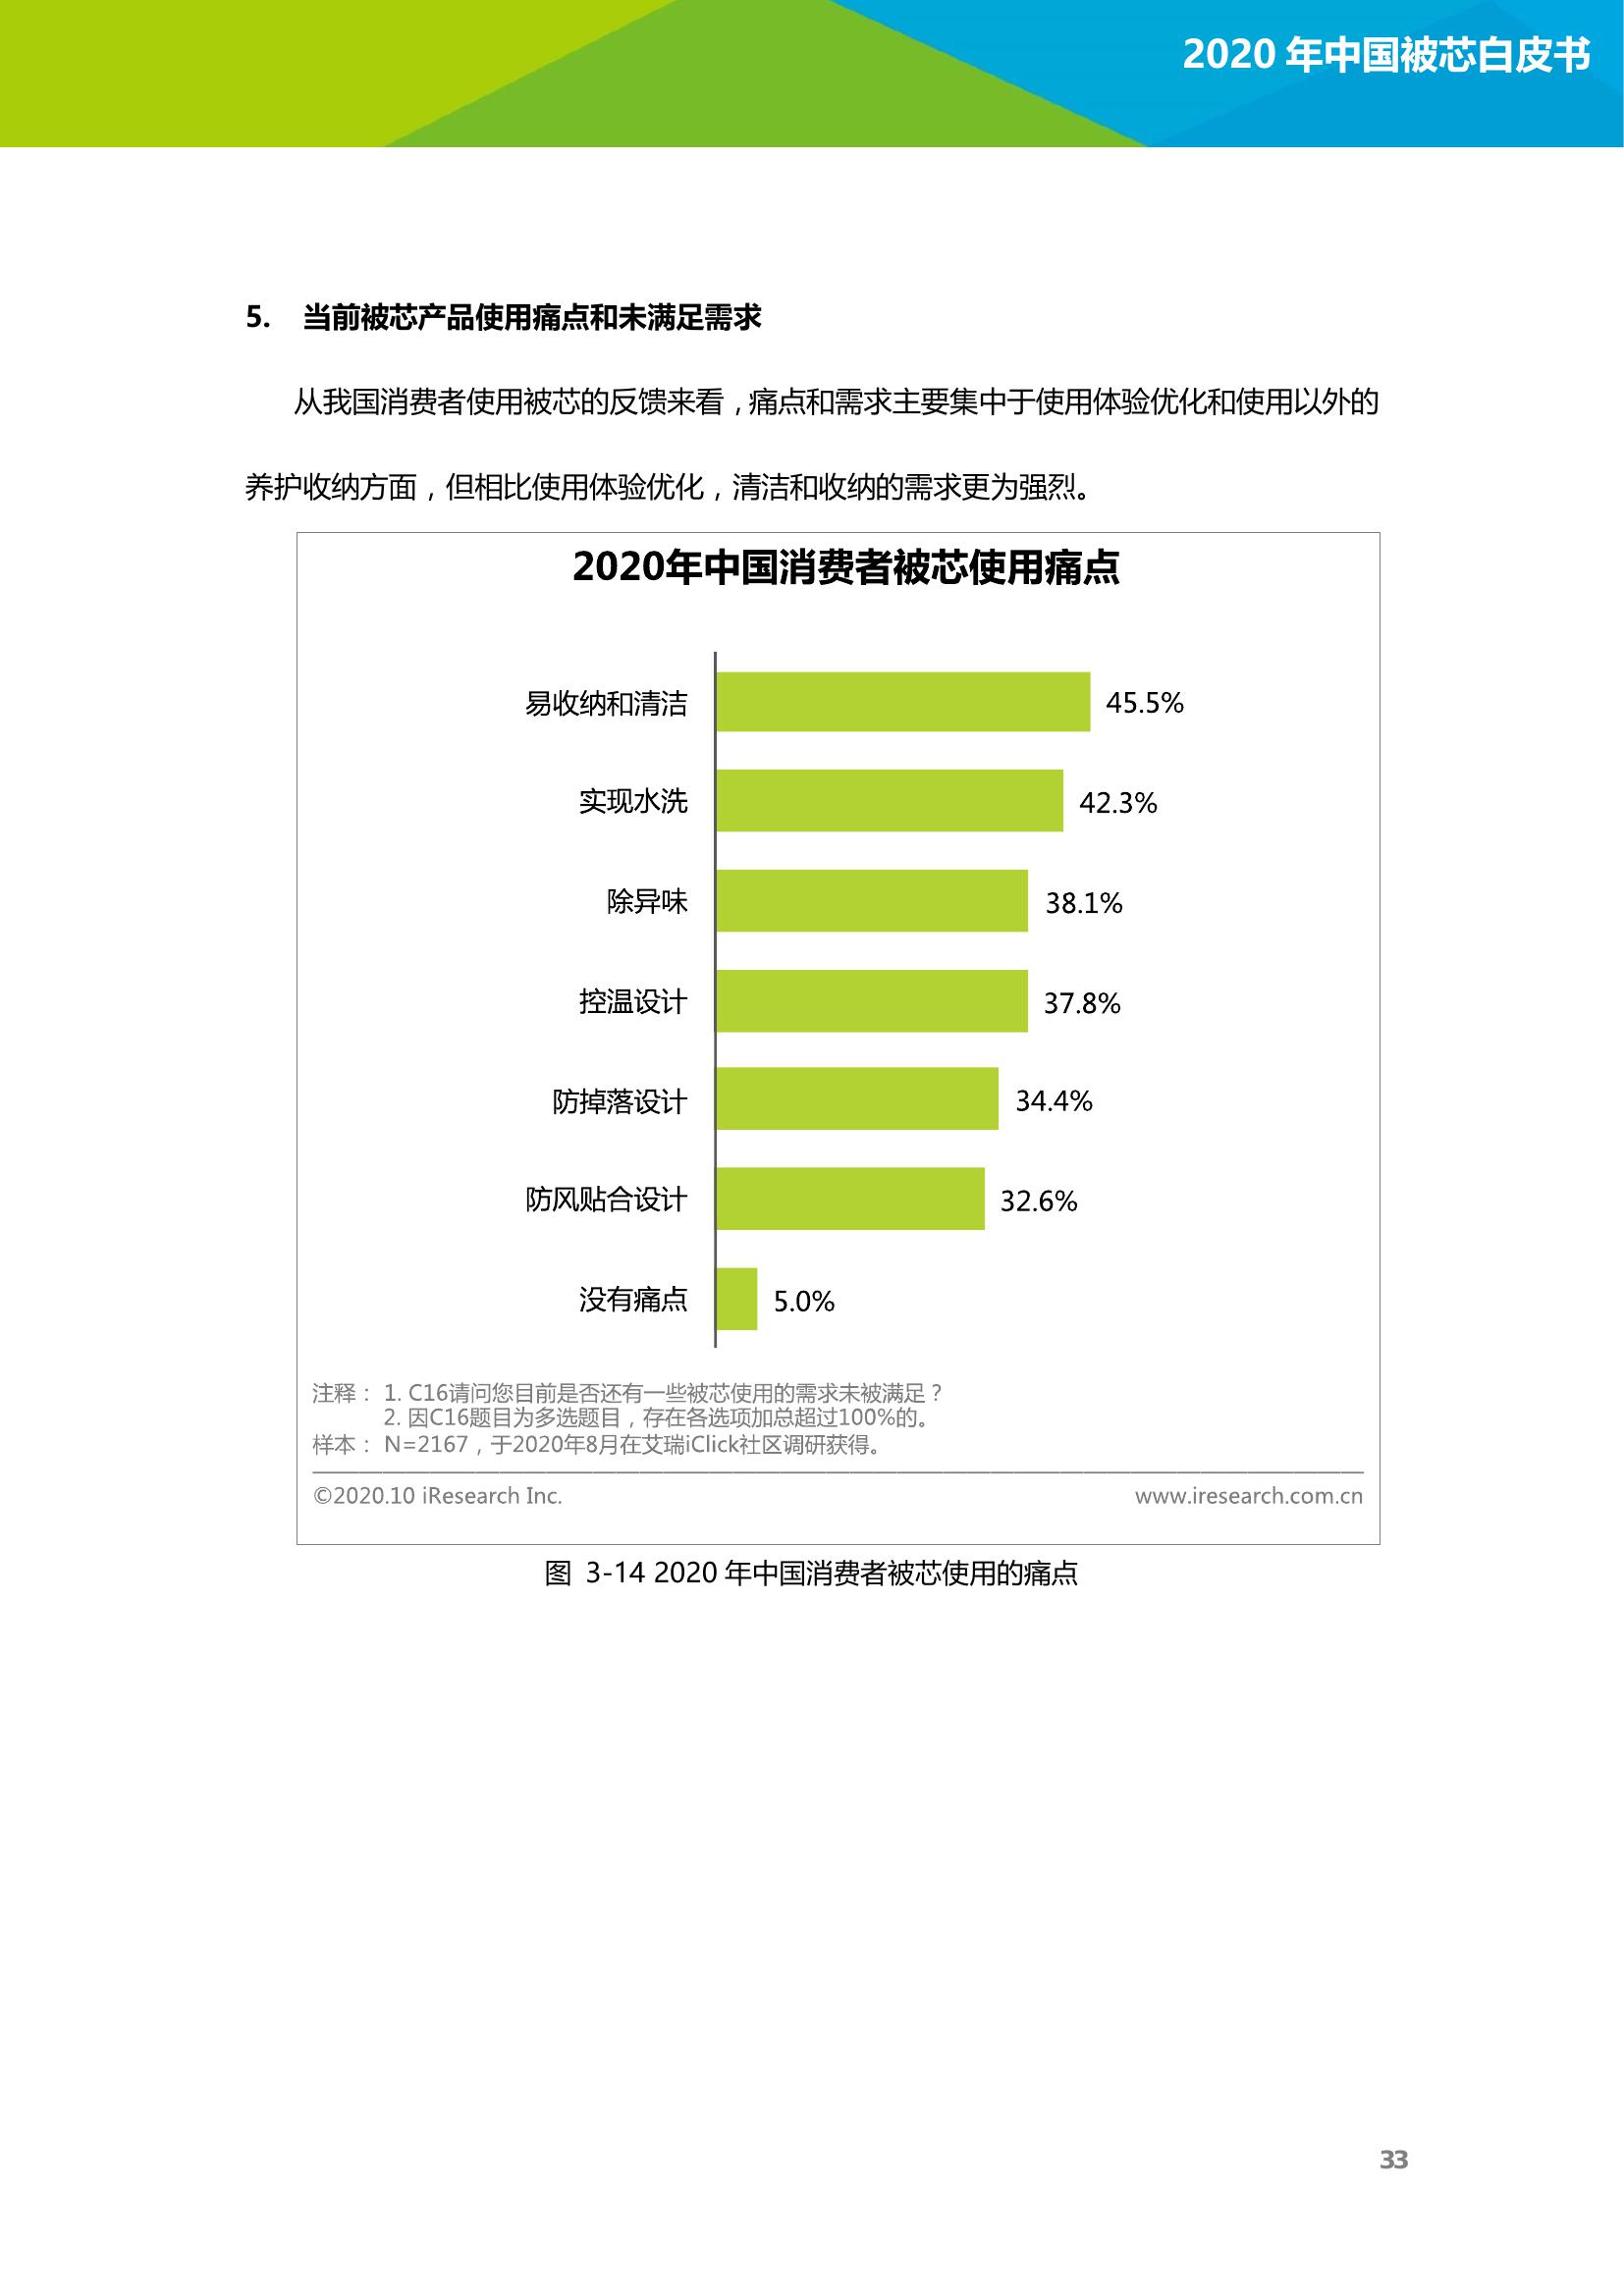 2020 年中国被芯白皮书
5. 当前被芯产品使用痛点和未满足需求
从我国消费者使用被芯的反馈来看，痛点和需求主要集中于使用体验优化和使用以外的
养护收纳方面，但相比使用体验优化，清洁和收纳的需求更为强烈。
2020年中国消费者被芯使用痛点
易收纳和清洁 45.5%
实现水洗 42.3%
除异味 38.1%
控温设计 37.8%
防掉落设计 34.4%
防风贴合设计 32.6%
没有痛点 5.0%
注释： 1. C16请问您目前是否还有一些被芯使用的需求未被满足？
2. 因C16题目为多选题目，存在各选项加总超过100%的。
样本： N=2167，于2020年8月在艾瑞iClick社区调研获得。
©2020.10 iResearch Inc. www.iresearch.com.cn
图 3-14 2020 年中国消费者被芯使用的痛点
33